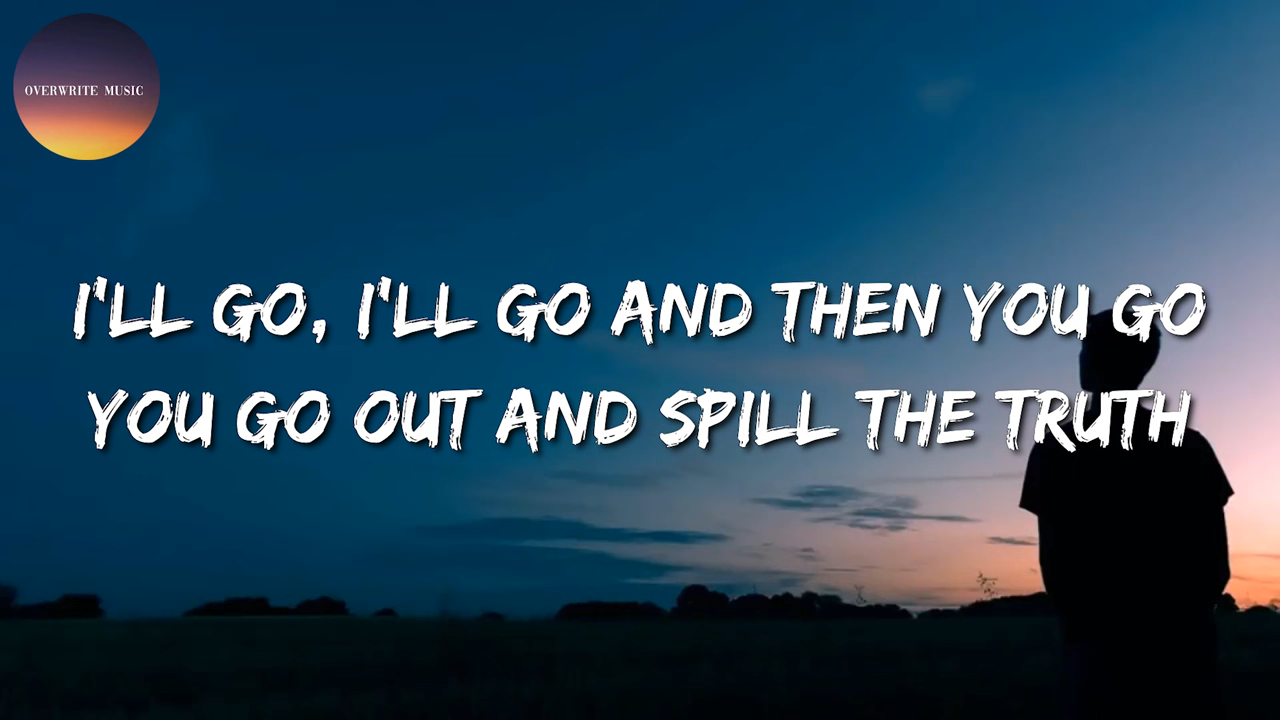 OVERWRITE MUSIC
I'LL GO, I'LL GO AND THEN YOU GO
YOU GO OUT AND SPILL THE TRUTH